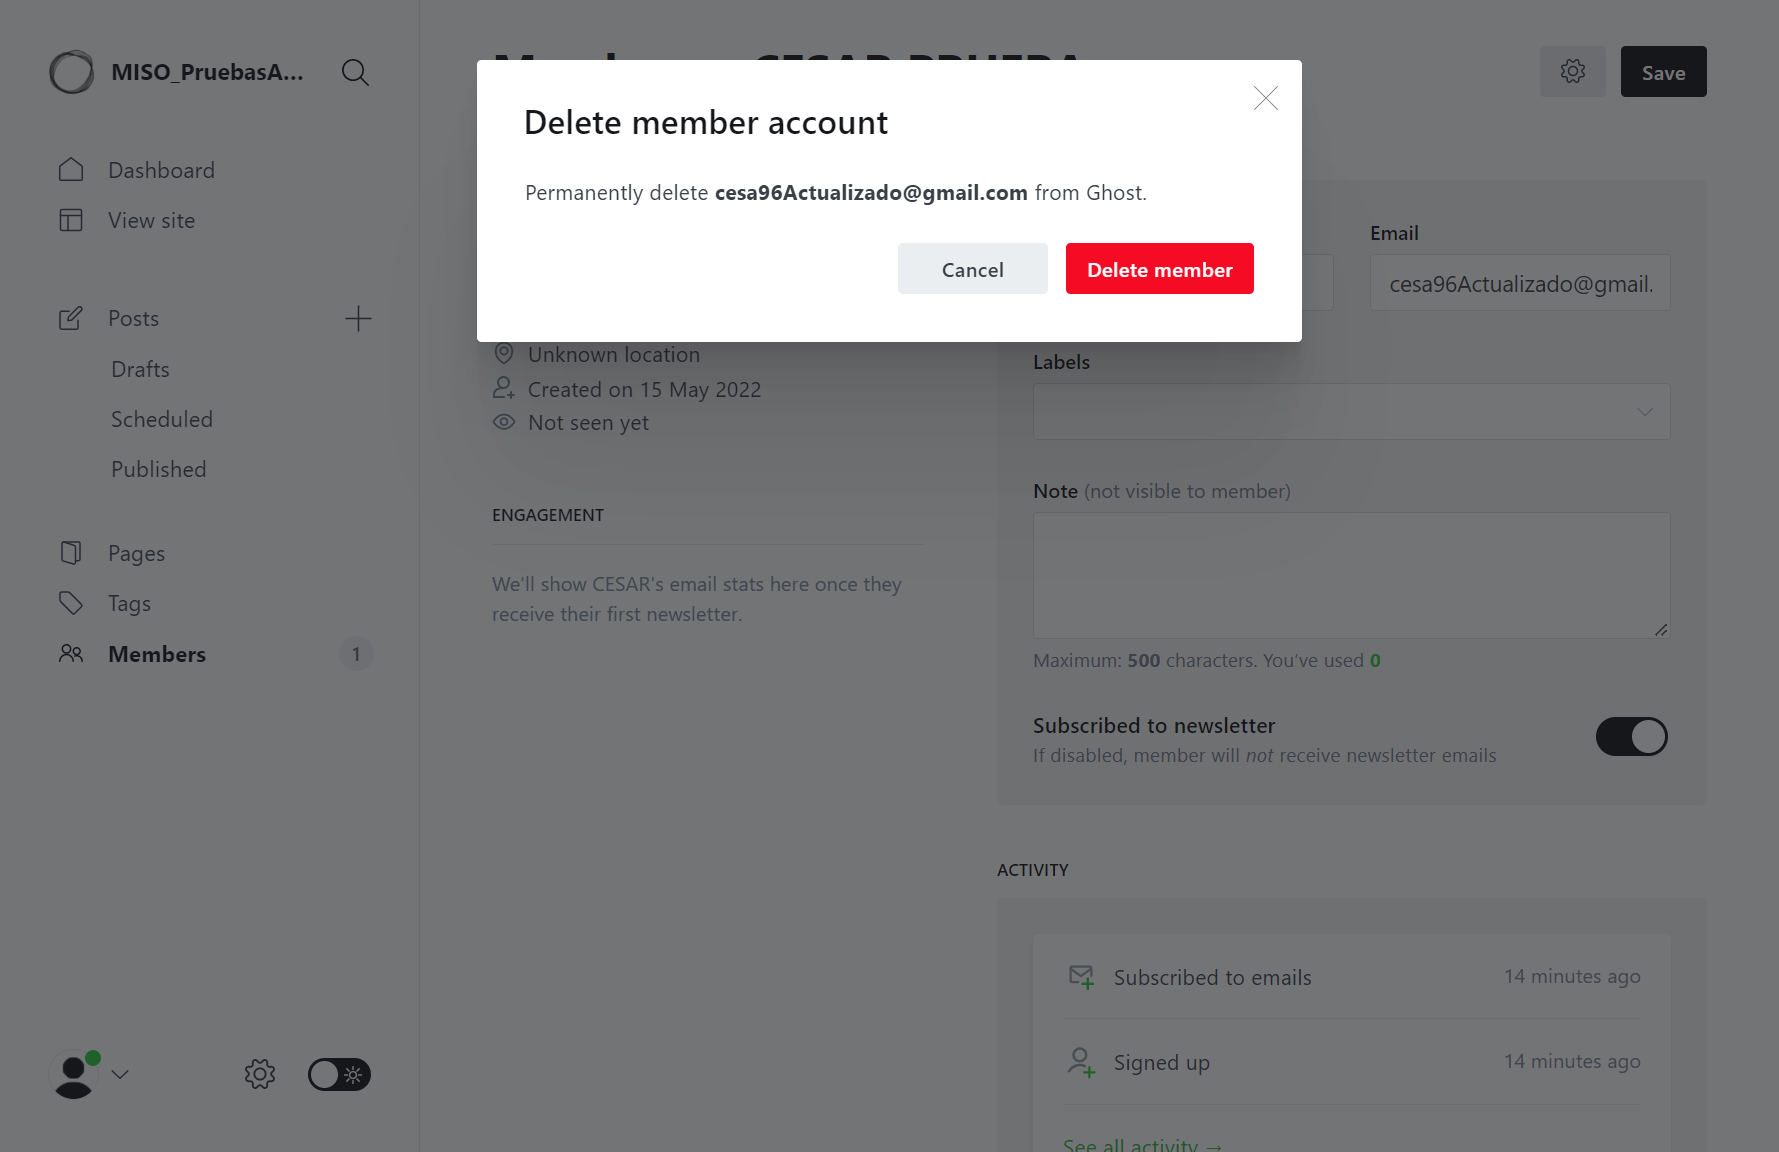 MISO_PruebasA...
Dashboard
View site
Posts
Drafts
Scheduled
Published
Pages
Tags
Members 1
Save
Delete member account
Permanently delete cesa96Actualizado@gmail.com from Ghost.
Cancel
Delete member
Unknown location
Created on 15 May 2022
Not seen yet
ENGAGEMENT
We'll show CESAR's email stats here once they
receive their first newsletter.
Email
cesa96Actualizado@gmail.
Labels
Note (not visible to member)
Maximum: 500 characters. You’ve used 0
Subscribed to newsletter
If disabled, member will not receive newsletter emails
ACTIVITY
Subscribed to emails 14 minutes ago
Signed up 14 minutes ago
See all activity →